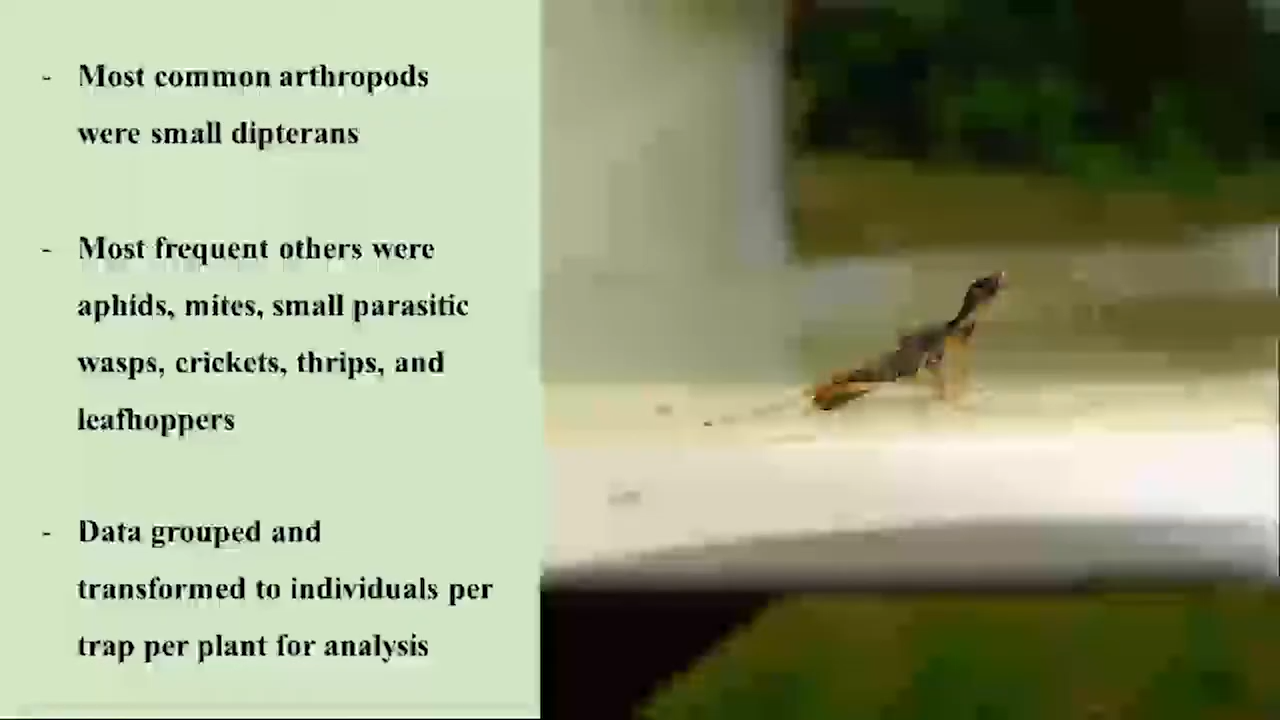 - Most common arthropods
were small dipterans
- Most frequent others were
aphids, mites, small parasitic
wasps, crickets, thrips, and
leafhoppers
- Data grouped and
transformed to individuals per
trap per plant for analysis